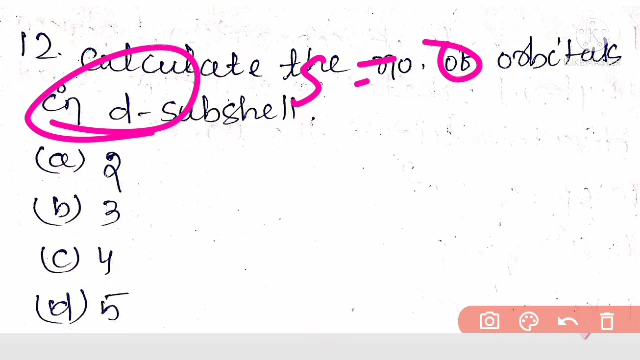 12. Calculate the no. of orbitals
in d-subshell.
(a) 2
(b) 3
(c) 4
(d) 5